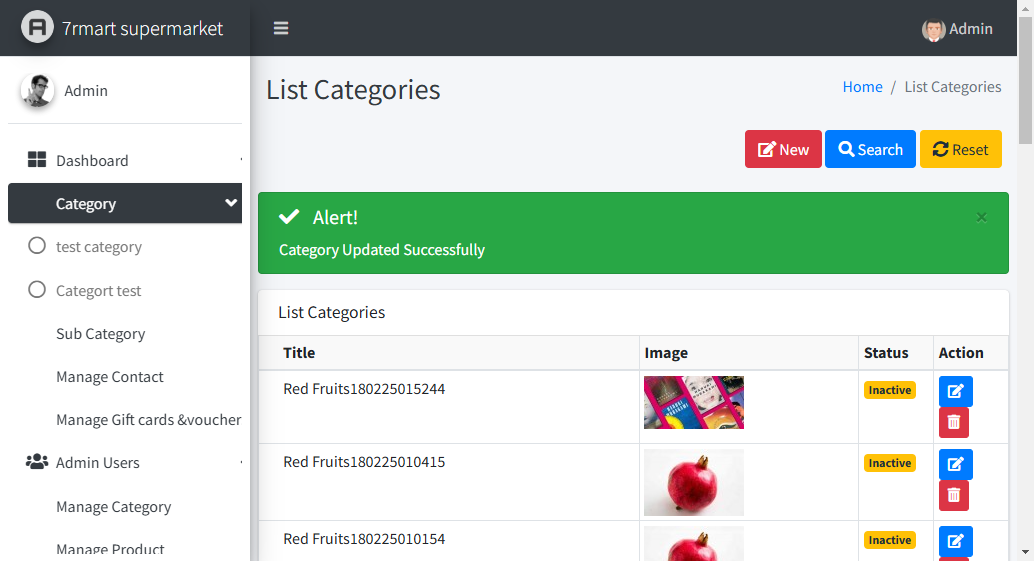 7rmart supermarket
Admin
Admin
Dashboard
Category
test category
Categort test
Sub Category
Manage Contact
Manage Gift cards &voucher
Admin Users
Manage Category
Manage Product
List Categories
Home / List Categories
New
Search
Reset
Alert!
×
Category Updated Successfully
List Categories
Title Image Status Action
Red Fruits180225015244 Inactive
Red Fruits180225010415 Inactive
Red Fruits180225010154 Inactive